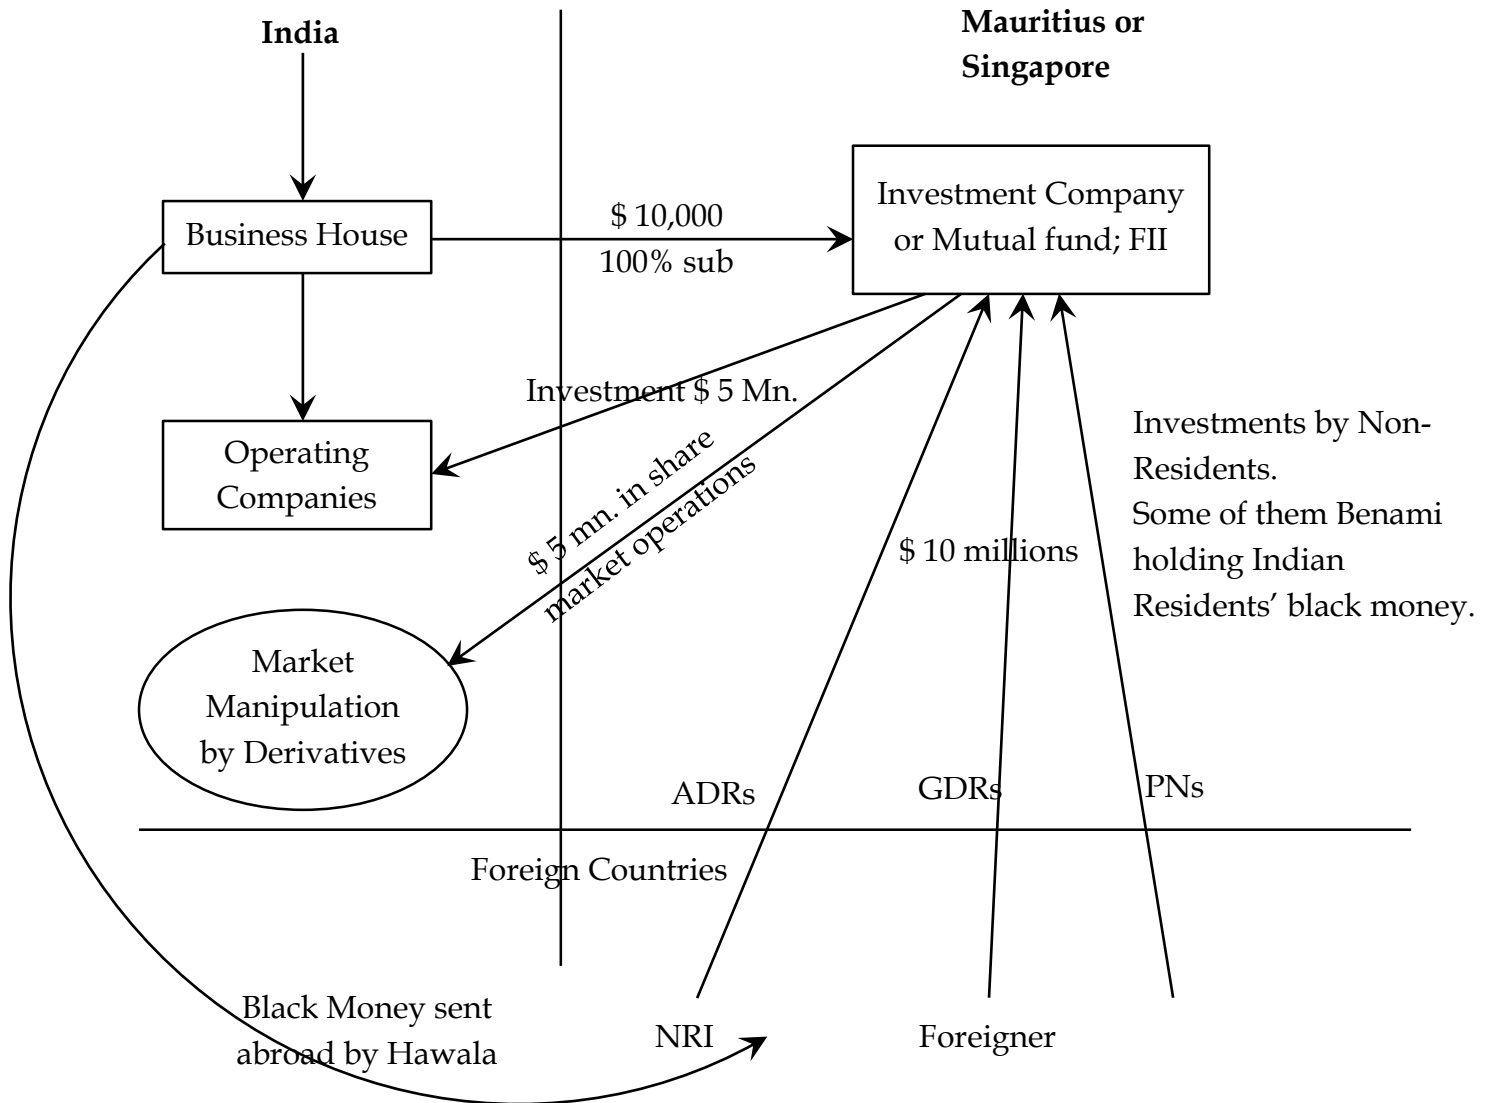 India
Mauritius or
Singapore
Business House
$ 10,000
100% sub
Investment Company
or Mutual fund; FII
Investment $ 5 Mn.
Operating
Companies
$ 5 mn. in share
market operations
$ 10 millions
Investments by Non-
Residents.
Some of them Benami
holding Indian
Residents’ black money.
Market
Manipulation
by Derivatives
ADRs
GDRs
PNs
Foreign Countries
Black Money sent
abroad by Hawala
NRI
Foreigner